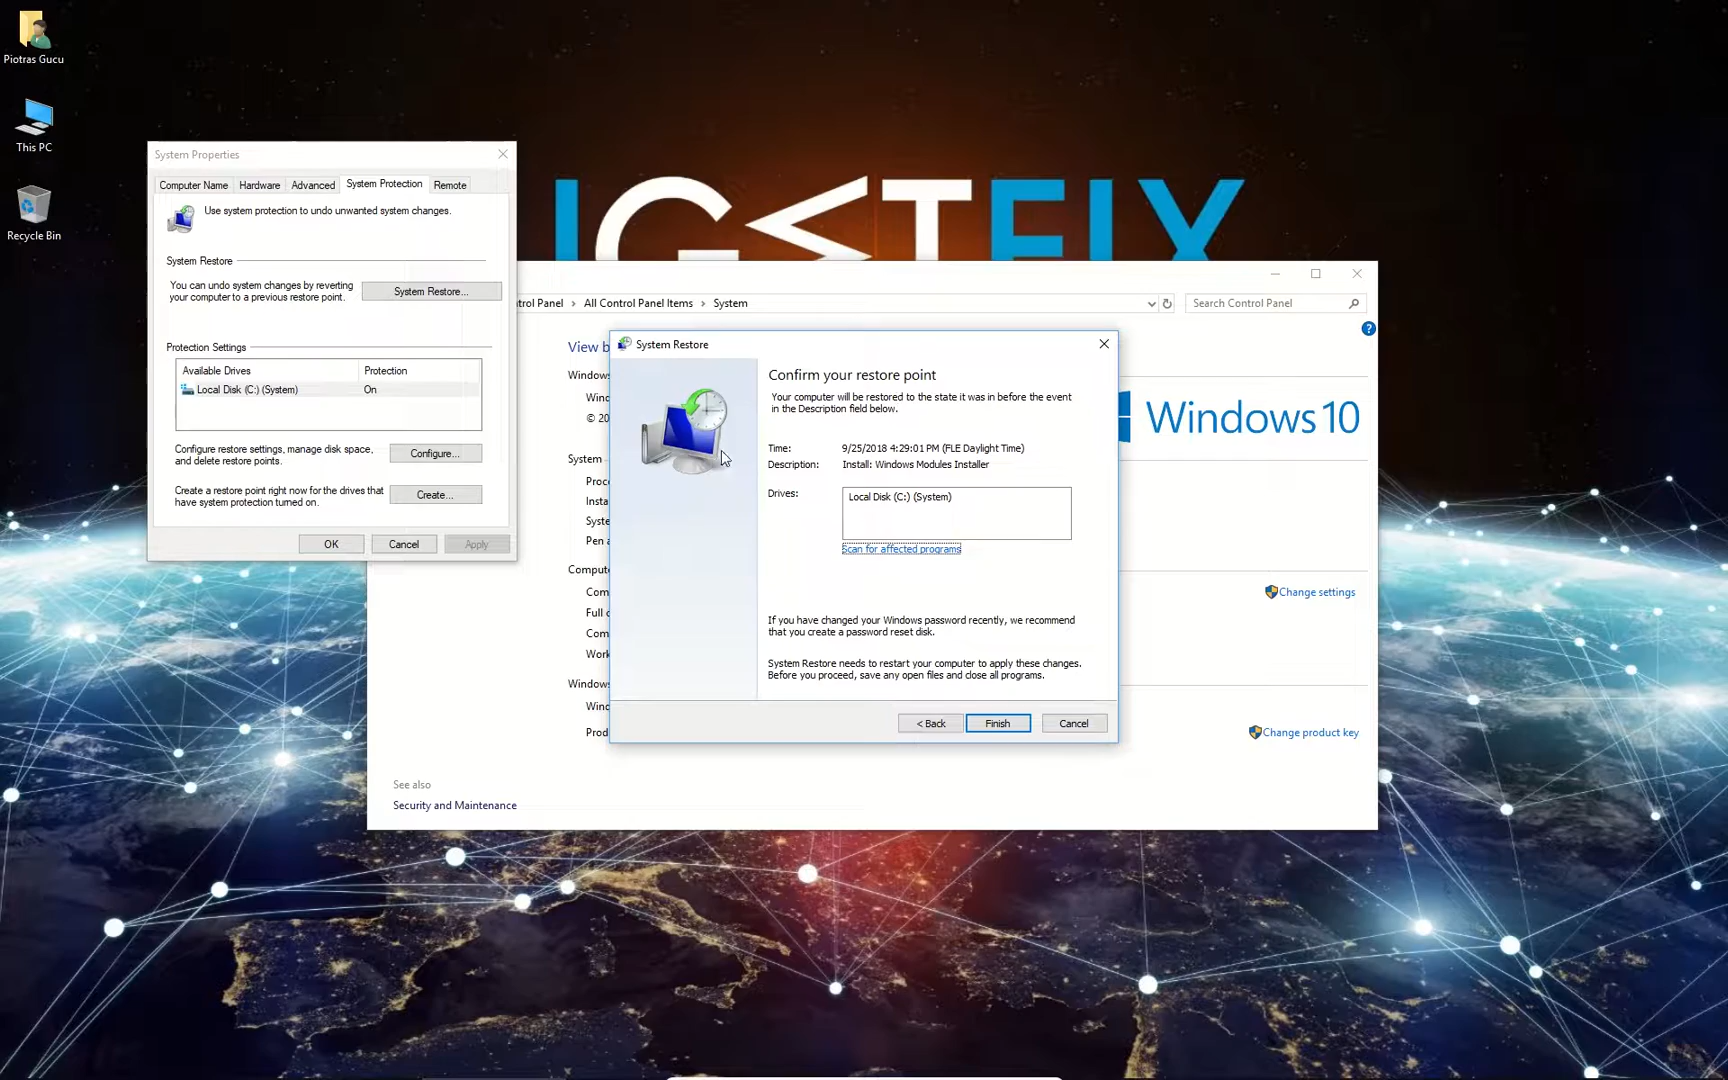 Piotras Gucu
This PC
Recycle Bin
System Properties
Computer Name
Hardware
Advanced
System Protection
Remote
Use system protection to undo unwanted system changes.
System Restore
You can undo system changes by reverting
your computer to a previous restore point.
System Restore...
Protection Settings
Available Drives
Protection
Local Disk (C:) (System)
On
Configure restore settings, manage disk space,
and delete restore points.
Configure...
Create a restore point right now for the drives that
have system protection turned on.
Create...
OK
Cancel
Apply
trol Panel > All Control Panel Items > System
Search Control Panel
?
View b
Windows
Wind
© 20
System
Proce
Insta
Syste
Pen a
Compute
Com
Full c
Com
Work
Windows
Wind
Prod
See also
Security and Maintenance
Windows 10
Change settings
Change product key
System Restore
Confirm your restore point
Your computer will be restored to the state it was in before the event
in the Description field below.
Time: 9/25/2018 4:29:01 PM (FLE Daylight Time)
Description: Install: Windows Modules Installer
Drives:
Local Disk (C:) (System)
Scan for affected programs
If you have changed your Windows password recently, we recommend
that you create a password reset disk.
System Restore needs to restart your computer to apply these changes.
Before you proceed, save any open files and close all programs.
< Back
Finish
Cancel